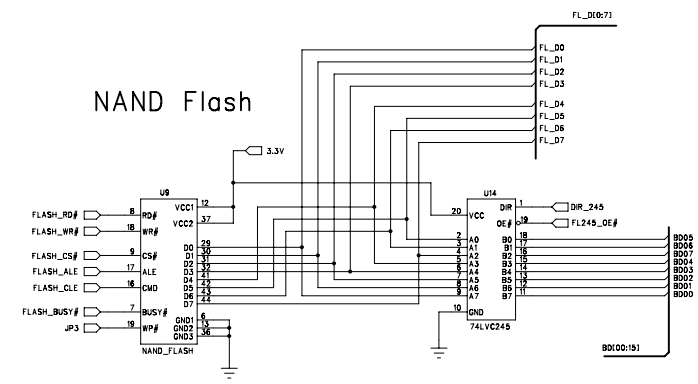 FL_D[0:7]
FL_D0
FL_D1
FL_D2
FL_D3
FL_D4
FL_D5
FL_D6
FL_D7
NAND Flash
3.3V
U9
FLASH_RD# 8 RD# VCC1 12
FLASH_WR# 18 WR# VCC2 37
FLASH_CS# 9 CS#
FLASH_ALE 17 ALE
FLASH_CLE 16 CMD
FLASH_BUSY# 7 BUSY#
JP3 19 WP#
D0 29
D1 30
D2 31
D3 32
D4 41
D5 42
D6 43
D7 44
GND1 6
GND2 13
GND3 36
NAND_FLASH
U14
DIR 1 DIR_245
20 VCC
OE# 19 FL245_OE#
2 A0 B0 18 BD05
3 A1 B1 17 BD06
4 A2 B2 16 BD07
5 A3 B3 15 BD04
6 A4 B4 14 BD03
7 A5 B5 13 BD02
8 A6 B6 12 BD01
9 A7 B7 11 BD00
10 GND
74LVC245
BD[00:15]